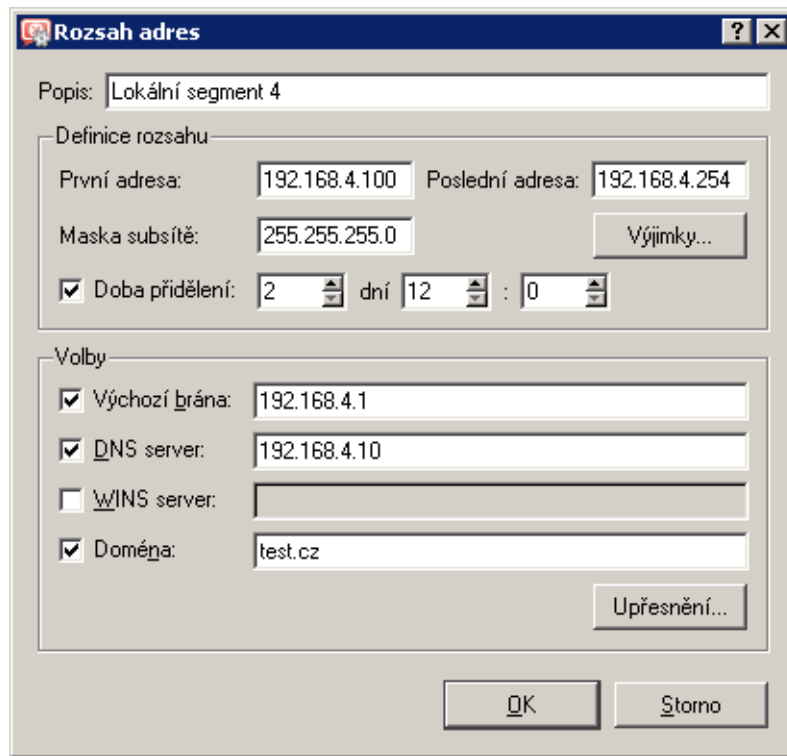 Rozsah adres
Popis: Lokální segment 4
Definice rozsahu
První adresa: 192.168.4.100 Poslední adresa: 192.168.4.254
Maska subsítě: 255.255.255.0 Výjimky...
Doba přidělení: 2 dní 12 : 0
Volby
Výchozí brána: 192.168.4.1
DNS server: 192.168.4.10
WINS server:
Doména: test.cz
Upřesnění...
OK Storno